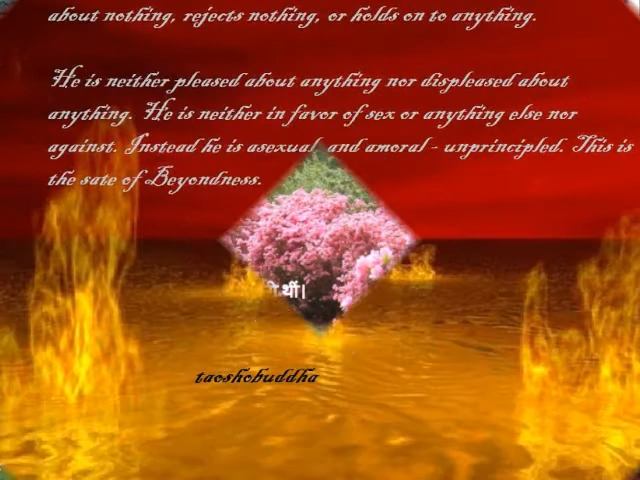 about nothing, rejects nothing, or holds on to anything.
He is neither pleased about anything nor displeased about
anything. He is neither in favor of sex or anything else nor
against. Instead he is asexual and amoral - unprincipled. This is
the sate of Beyondness.
थीं।
taoshobuddha